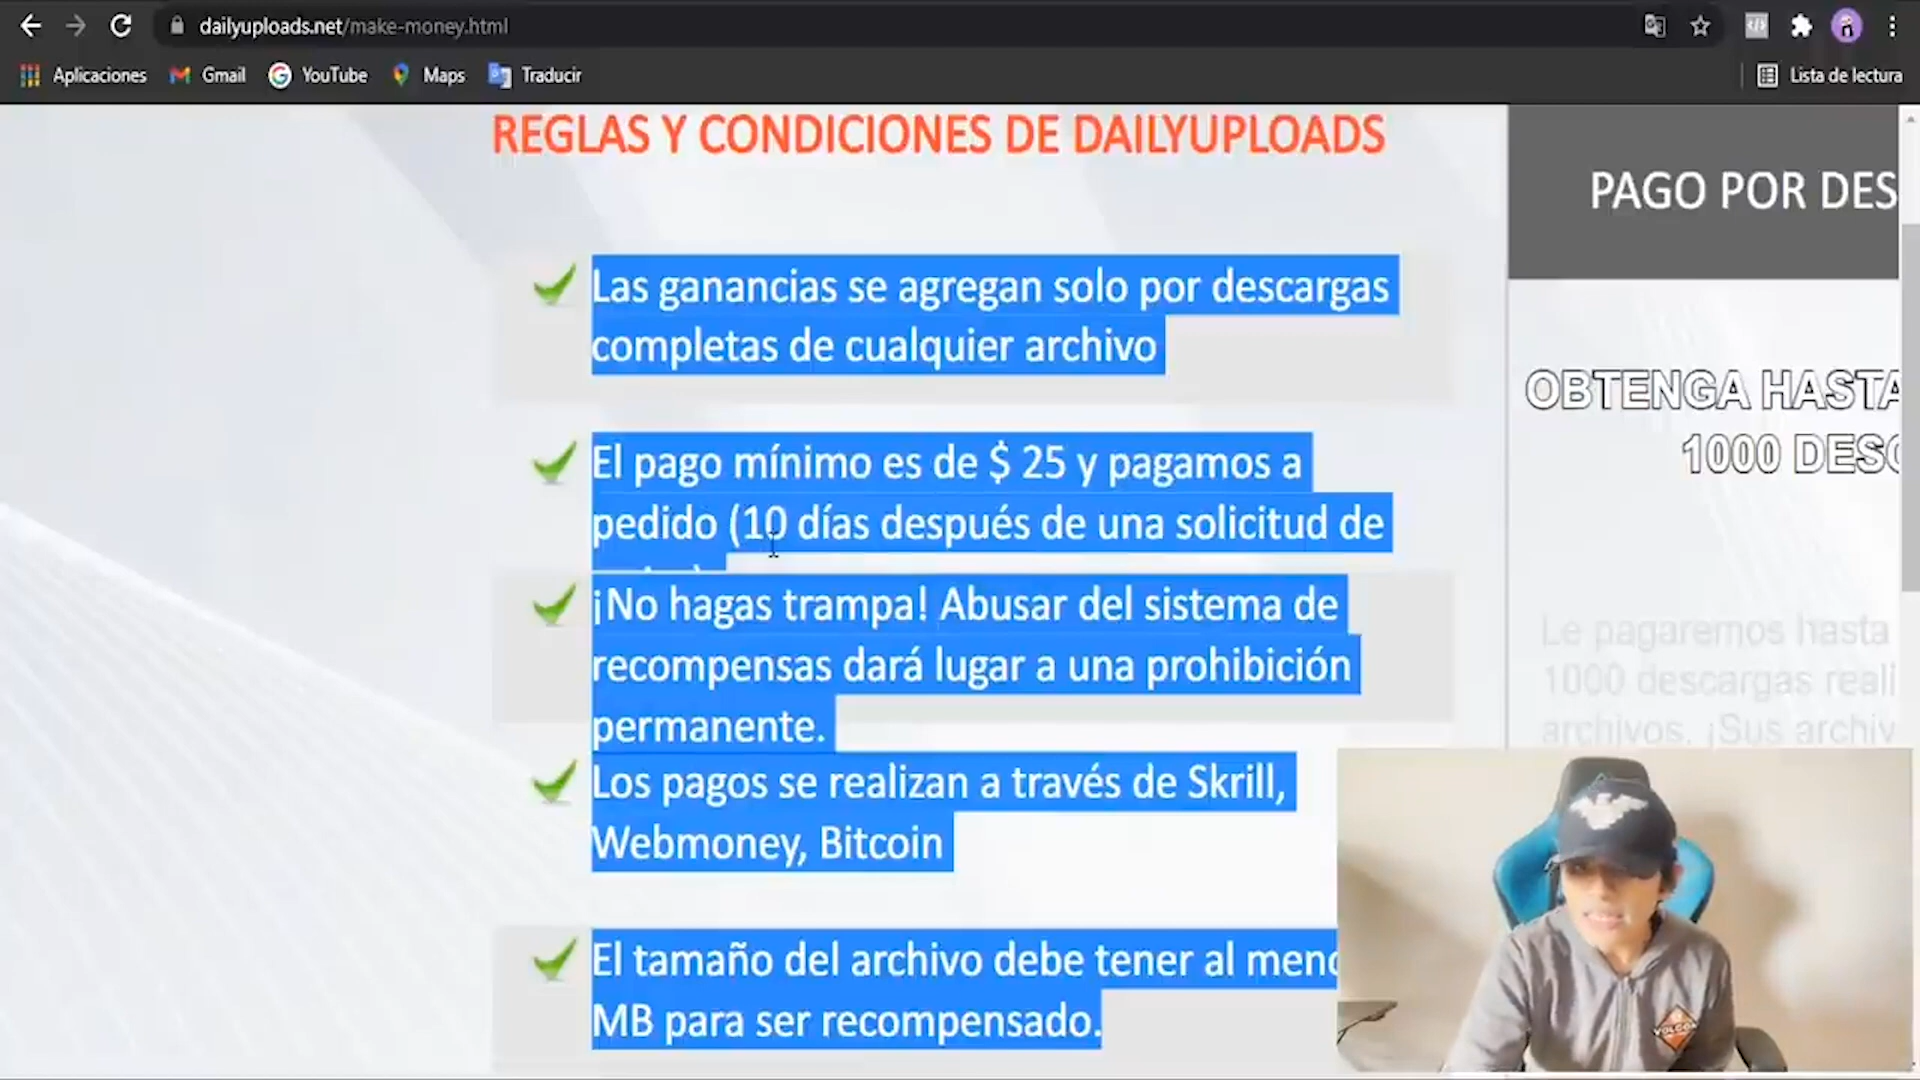 dailyuploads.net/make-money.html
Aplicaciones
Gmail
YouTube
Maps
Traducir
Lista de lectura
REGLAS Y CONDICIONES DE DAILYUPLOADS
Las ganancias se agregan solo por descargas
completas de cualquier archivo
El pago mínimo es de $ 25 y pagamos a
pedido (10 días después de una solicitud de
¡No hagas trampa! Abusar del sistema de
recompensas dará lugar a una prohibición
permanente.
Los pagos se realizan a través de Skrill,
Webmoney, Bitcoin
El tamaño del archivo debe tener al
MB para ser recompensado.
PAGO POR DES
OBTENGA HASTA
1000 DESC
Le pagaremos hasta
1000 descargas reali
archivos. ¡Sus archiv
VOLCOM